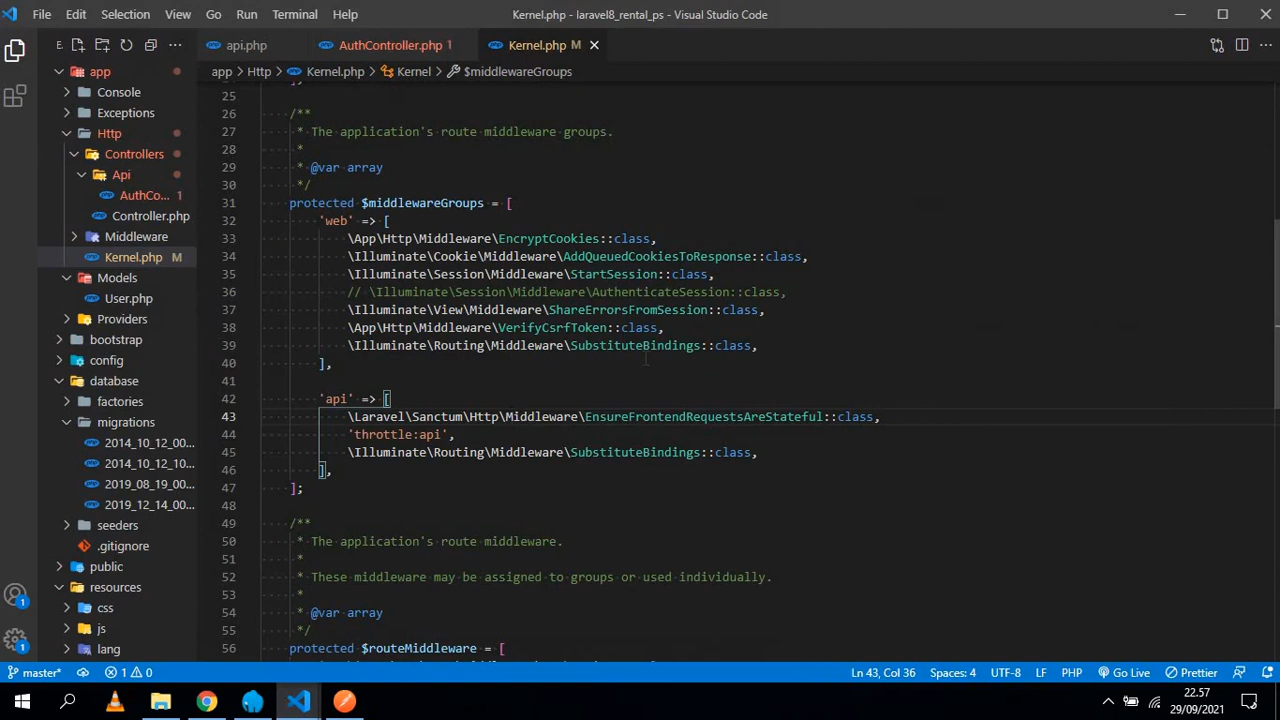 File Edit Selection View Go Run Terminal Help
Kernel.php - laravel8_rental_ps - Visual Studio Code
E.
api.php
AuthController.php 1
Kernel.php M
app > Http > Kernel.php > Kernel > $middlewareGroups
app
Console
Exceptions
Http
Controllers
Api
AuthCo... 1
Controller.php
Middleware
Kernel.php M
Models
User.php
Providers
bootstrap
config
database
factories
migrations
2014_10_12_00...
2014_10_12_10...
2019_08_19_00...
2019_12_14_00...
seeders
.gitignore
public
resources
css
js
lang
25
26 /**
27 * The application's route middleware groups.
28 *
29 * @var array
30 */
31 protected $middlewareGroups = [
32 'web' => [
33 \App\Http\Middleware\EncryptCookies::class,
34 \Illuminate\Cookie\Middleware\AddQueuedCookiesToResponse::class,
35 \Illuminate\Session\Middleware\StartSession::class,
36 // \Illuminate\Session\Middleware\AuthenticateSession::class,
37 \Illuminate\View\Middleware\ShareErrorsFromSession::class,
38 \App\Http\Middleware\VerifyCsrfToken::class,
39 \Illuminate\Routing\Middleware\SubstituteBindings::class,
40 ],
41
42 'api' => [
43 \Laravel\Sanctum\Http\Middleware\EnsureFrontendRequestsAreStateful::class,
44 'throttle:api',
45 \Illuminate\Routing\Middleware\SubstituteBindings::class,
46 ],
47 ];
48
49 /**
50 * The application's route middleware.
51 *
52 * These middleware may be assigned to groups or used individually.
53 *
54 * @var array
55 */
56 protected $routeMiddleware = [
1
1
master* 1 0 Ln 43, Col 36 Spaces: 4 UTF-8 LF PHP Go Live Prettier
22.57
29/09/2021